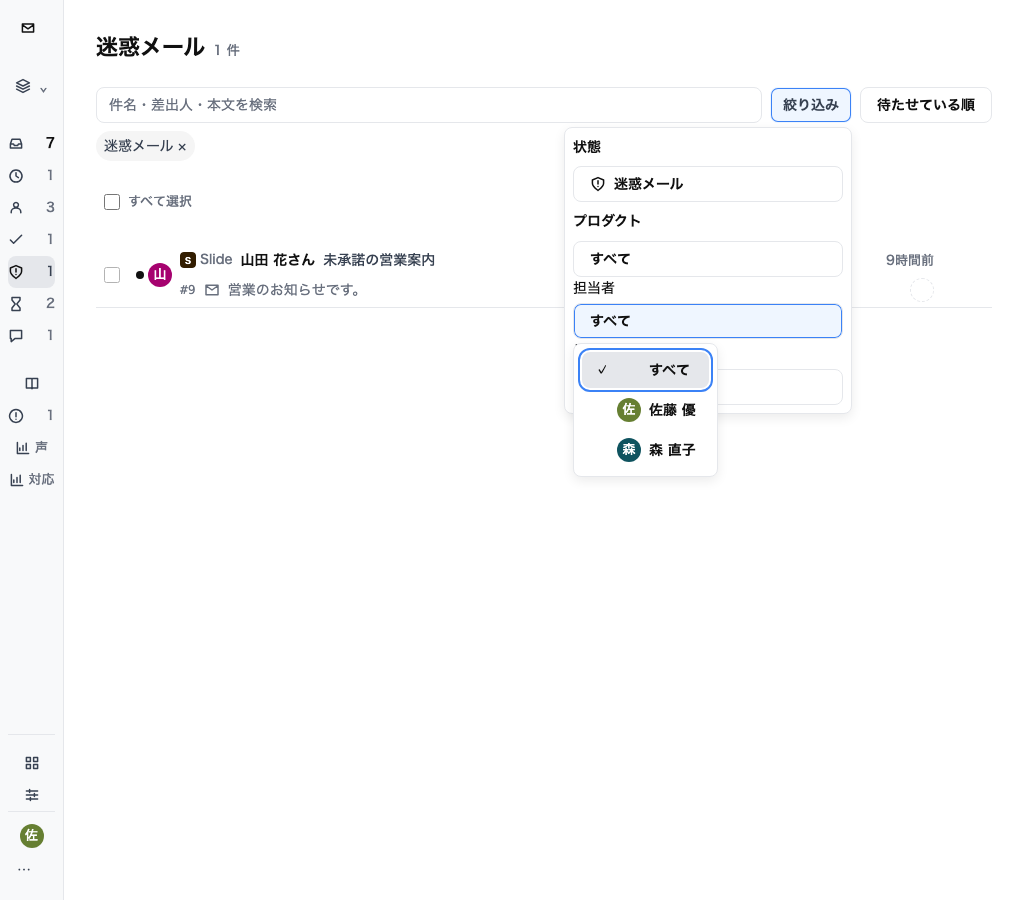 迷惑メール 1 件
件名・差出人・本文を検索
絞り込み
待たせている順
迷惑メール ×
状態
迷惑メール
プロダクト
すべて
担当者
すべて
✓ すべて
佐 佐藤 優
森 森 直子
すべて選択
山 S Slide 山田 花さん 未承諾の営業案内
#9 営業のお知らせです。
9時間前
7
1
3
1
1
2
1
1
声
対応
佐
…